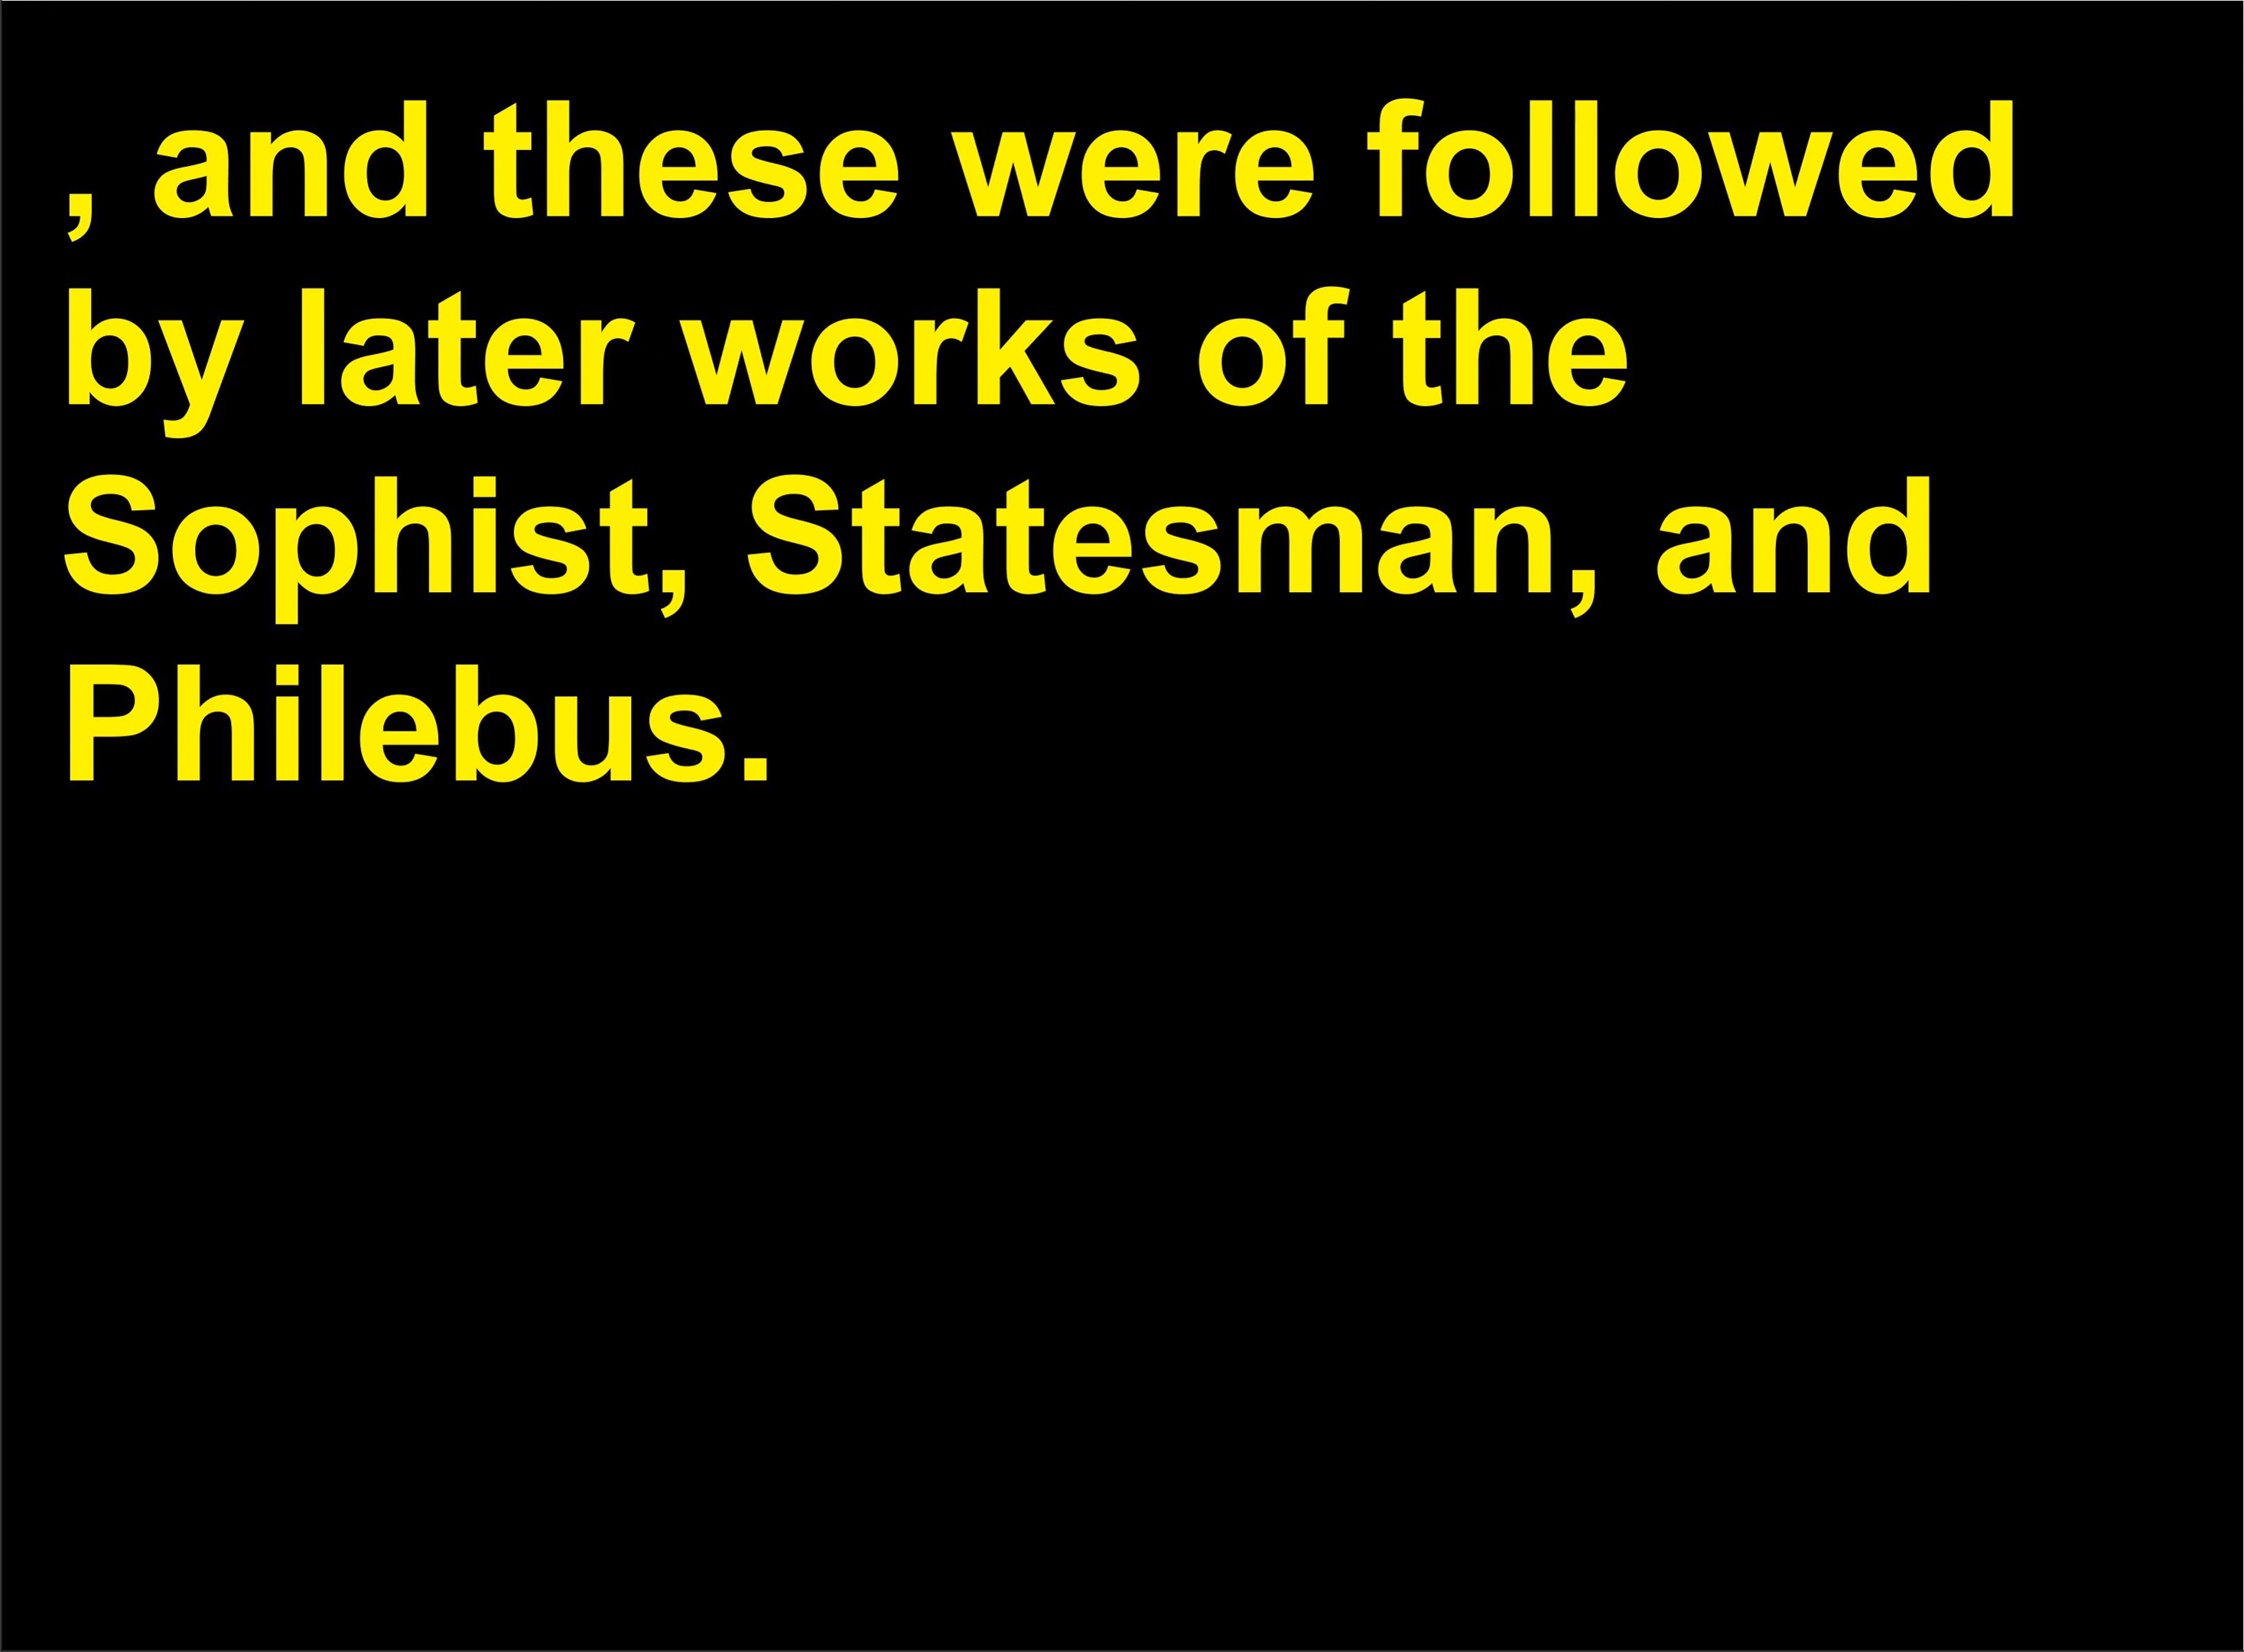 , and these were followed
by later works of the
Sophist, Statesman, and
Philebus.